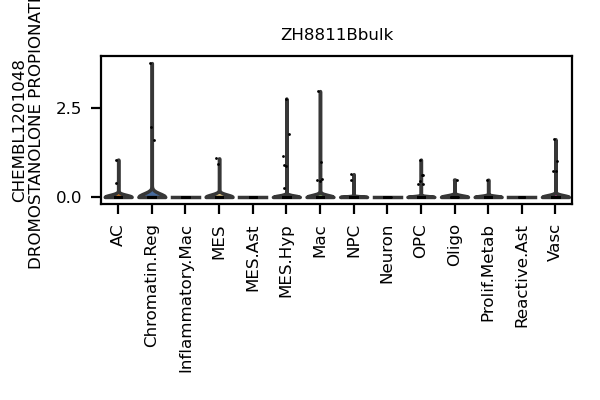 ZH8811Bbulk
CHEMBL1201048
DROMOSTANOLONE PROPIONAT
2.5
0.0
AC
Chromatin.Reg
Inflammatory.Mac
MES
MES.Ast
MES.Hyp
Mac
NPC
Neuron
OPC
Oligo
Prolif.Metab
Reactive.Ast
Vasc